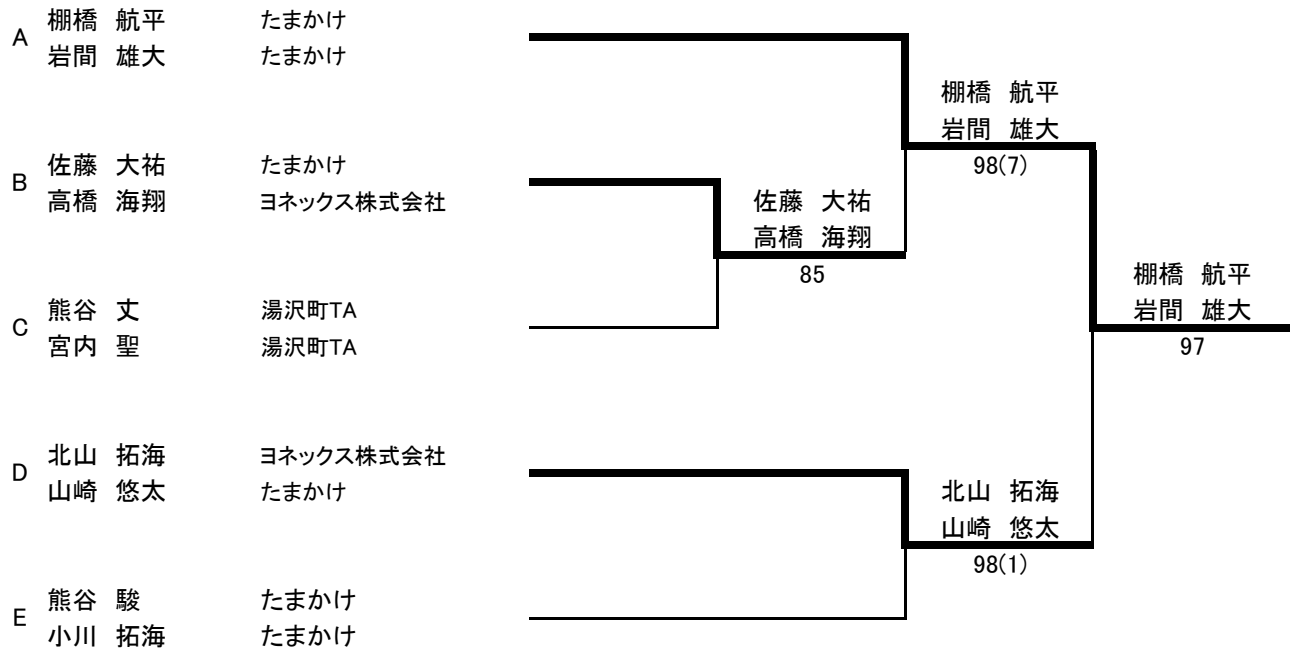 A
棚橋　航平　たまかけ
岩間　雄大　たまかけ
B
佐藤　大祐　たまかけ
高橋　海翔　ヨネックス株式会社
C
熊谷　丈　湯沢町TA
宮内　聖　湯沢町TA
D
北山　拓海　ヨネックス株式会社
山崎　悠太　たまかけ
E
熊谷　駿　たまかけ
小川　拓海　たまかけ
佐藤　大祐
高橋　海翔
85
棚橋　航平
岩間　雄大
98(7)
北山　拓海
山崎　悠太
98(1)
棚橋　航平
岩間　雄大
97